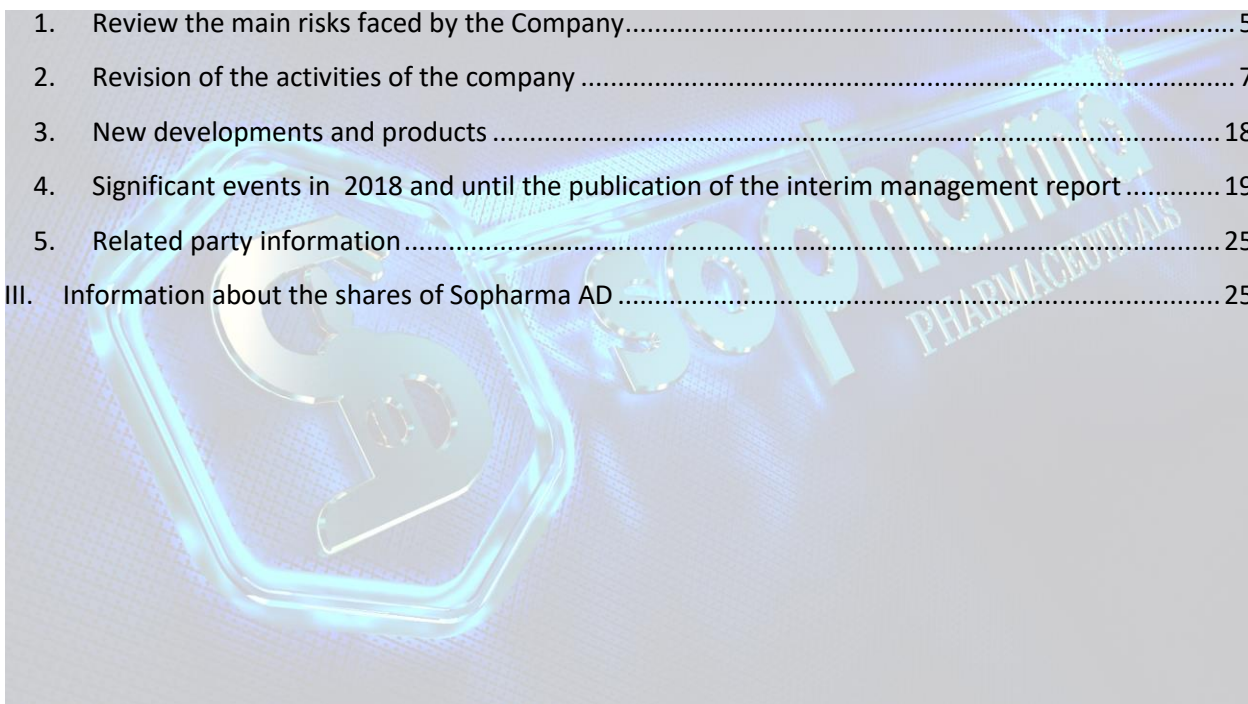 1. Review the main risks faced by the Company.......................................................................................5
2. Revision of the activities of the company.............................................................................................7
3. New developments and products.........................................................................................................18
4. Significant events in 2018 and until the publication of the interim management report............19
5. Related party information....................................................................................................................25
III. Information about the shares of Sopharma AD..................................................................................25
sopharma
PHARMACEUTICALS